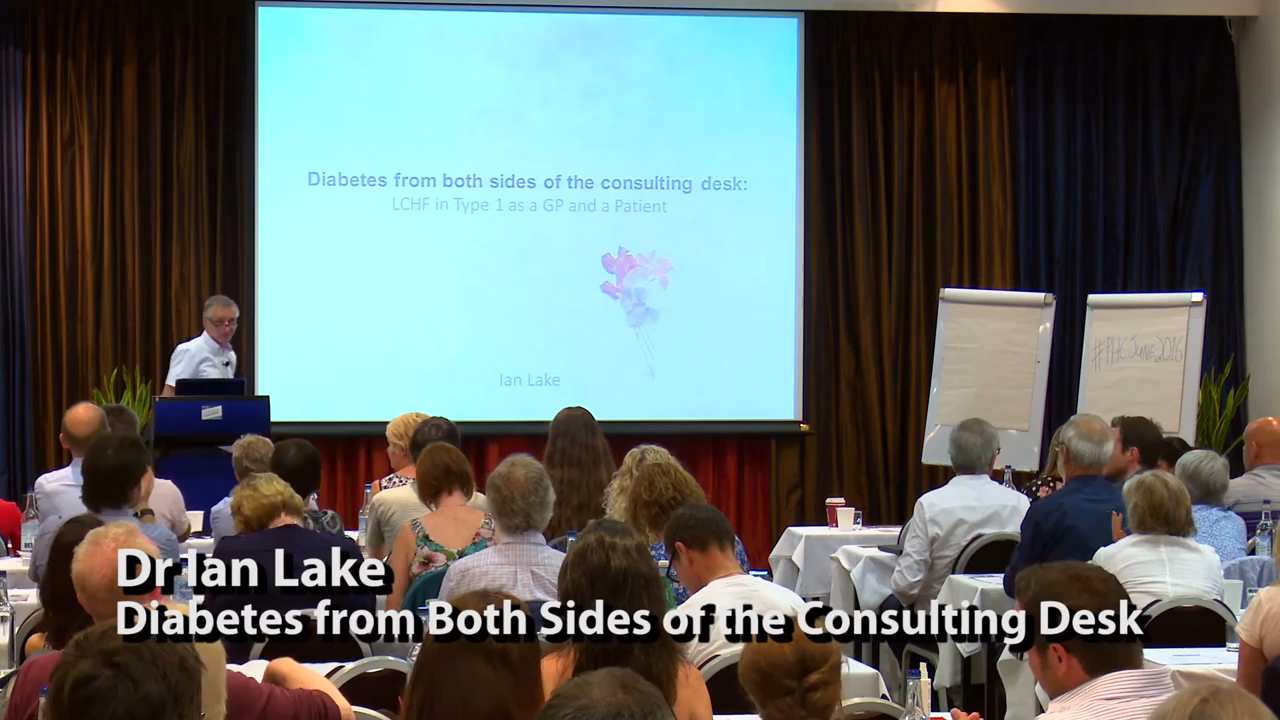 Diabetes from both sides of the consulting desk:
LCHF in Type 1 as a GP and a Patient
Ian Lake
#PHCJUNE2016
Dr Ian Lake
Diabetes from Both Sides of the Consulting Desk